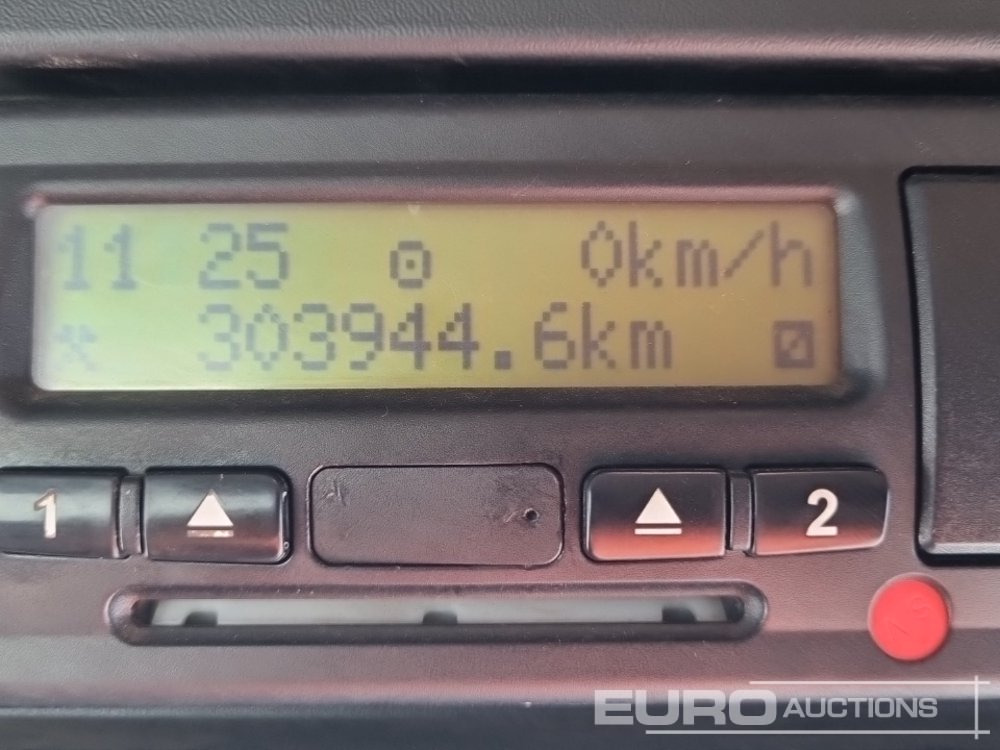 11 25 0km/h
303944.6km
1 2
EURO AUCTIONS